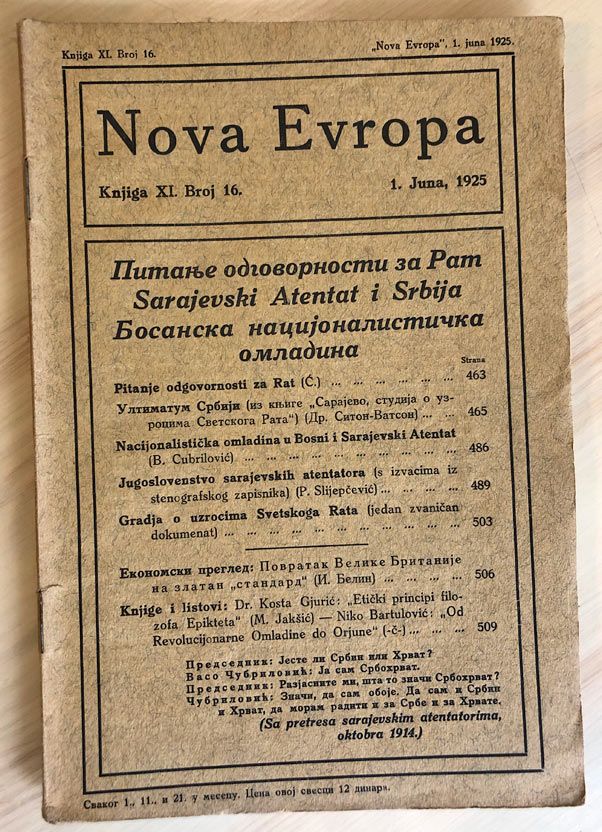 Knjiga XI. Broj 16.
„Nova Evropa“, 1. juna 1925.
Nova Evropa
Knjiga XI. Broj 16.
1. Juna, 1925
Питање одговорности за Рат
Sarajevski Atentat i Srbija
Босанска национјоналистичка
омладина
Strana
Pitanje odgovornosti za Rat (Ć.) ... ... ... ... ... ... 463
Ултиматум Србији (из књиге „Сарајево, студија о уз-
роцима Светскога Рата“) (Др. Ситон-Ватсон) ... ... 465
Nacijonalistička omladina u Bosni i Sarajevski Atentat
(B. Cubrilović) ... ... ... ... ... ... ... ... ... 486
Jugoslovenstvo sarajevskih atentatora (s izvacima iz
stenografskog zapisnika) (P. Slijepčević) ... ... ... 489
Gradja o uzrocima Svetskoga Rata (jedan zvaničan
dokumenat) ... ... ... ... ... ... ... ... ... ... 503
Економски преглед: Повратак Велике Британије
на златан „стандард“ (И. Белин) ... ... ... ... 506
Knjige i listovi: Dr. Kosta Gjurić: „Etički principi filo-
zofa Epikteta“ (M. Jakšić) — Niko Bartulović: „Od
Revolucijonarne Omladine do Orjune“ (-č-) ... ... ... 509
Председник: Јесте ли Србин или Хрват?
Васо Чубриловић: Ја сам Србохрват.
Председник: Разјасните ми, шта то значи Србохрват?
Чубриловић: Значи, да сам обоје. Да сам и Србин
и Хрват, да морам радити и за Србе и за Хрвате.
(Sa pretresa sarajevskim atentatorima,
oktobra 1914.)
Сваког 1., 11., и 21. у месецу. Цена овој свесци 12 динара.